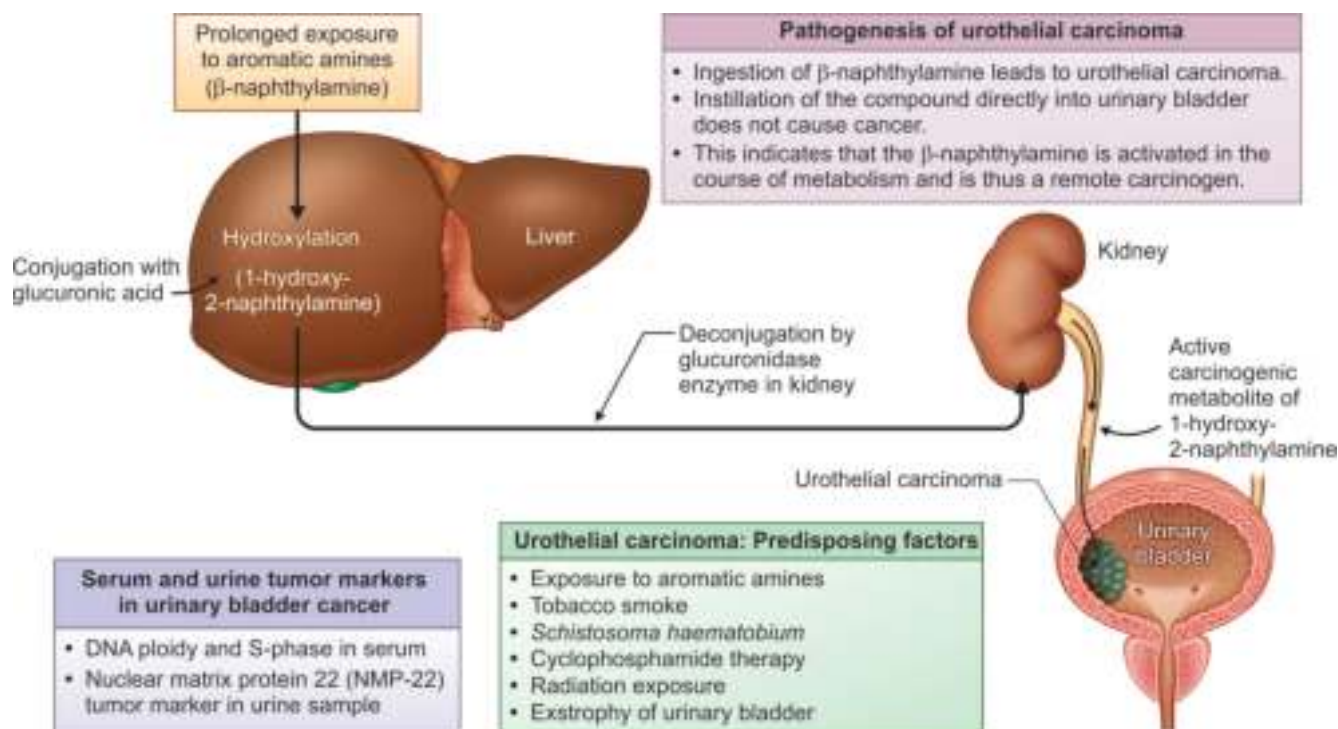 Prolonged exposure
to aromatic amines
(β-naphthylamine)
Pathogenesis of urothelial carcinoma
• Ingestion of β-naphthylamine leads to urothelial carcinoma.
• Instillation of the compound directly into urinary bladder
does not cause cancer.
• This indicates that the β-naphthylamine is activated in the
course of metabolism and is thus a remote carcinogen.
Hydroxylation
(1-hydroxy-
2-naphthylamine)
Liver
Conjugation with
glucuronic acid
Kidney
Deconjugation by
glucuronidase
enzyme in kidney
Active
carcinogenic
metabolite of
1-hydroxy-
2-naphthylamine
Urothelial carcinoma
Urinary
bladder
Urothelial carcinoma: Predisposing factors
• Exposure to aromatic amines
• Tobacco smoke
• Schistosoma haematobium
• Cyclophosphamide therapy
• Radiation exposure
• Exstrophy of urinary bladder
Serum and urine tumor markers
in urinary bladder cancer
• DNA ploidy and S-phase in serum
• Nuclear matrix protein 22 (NMP-22)
tumor marker in urine sample